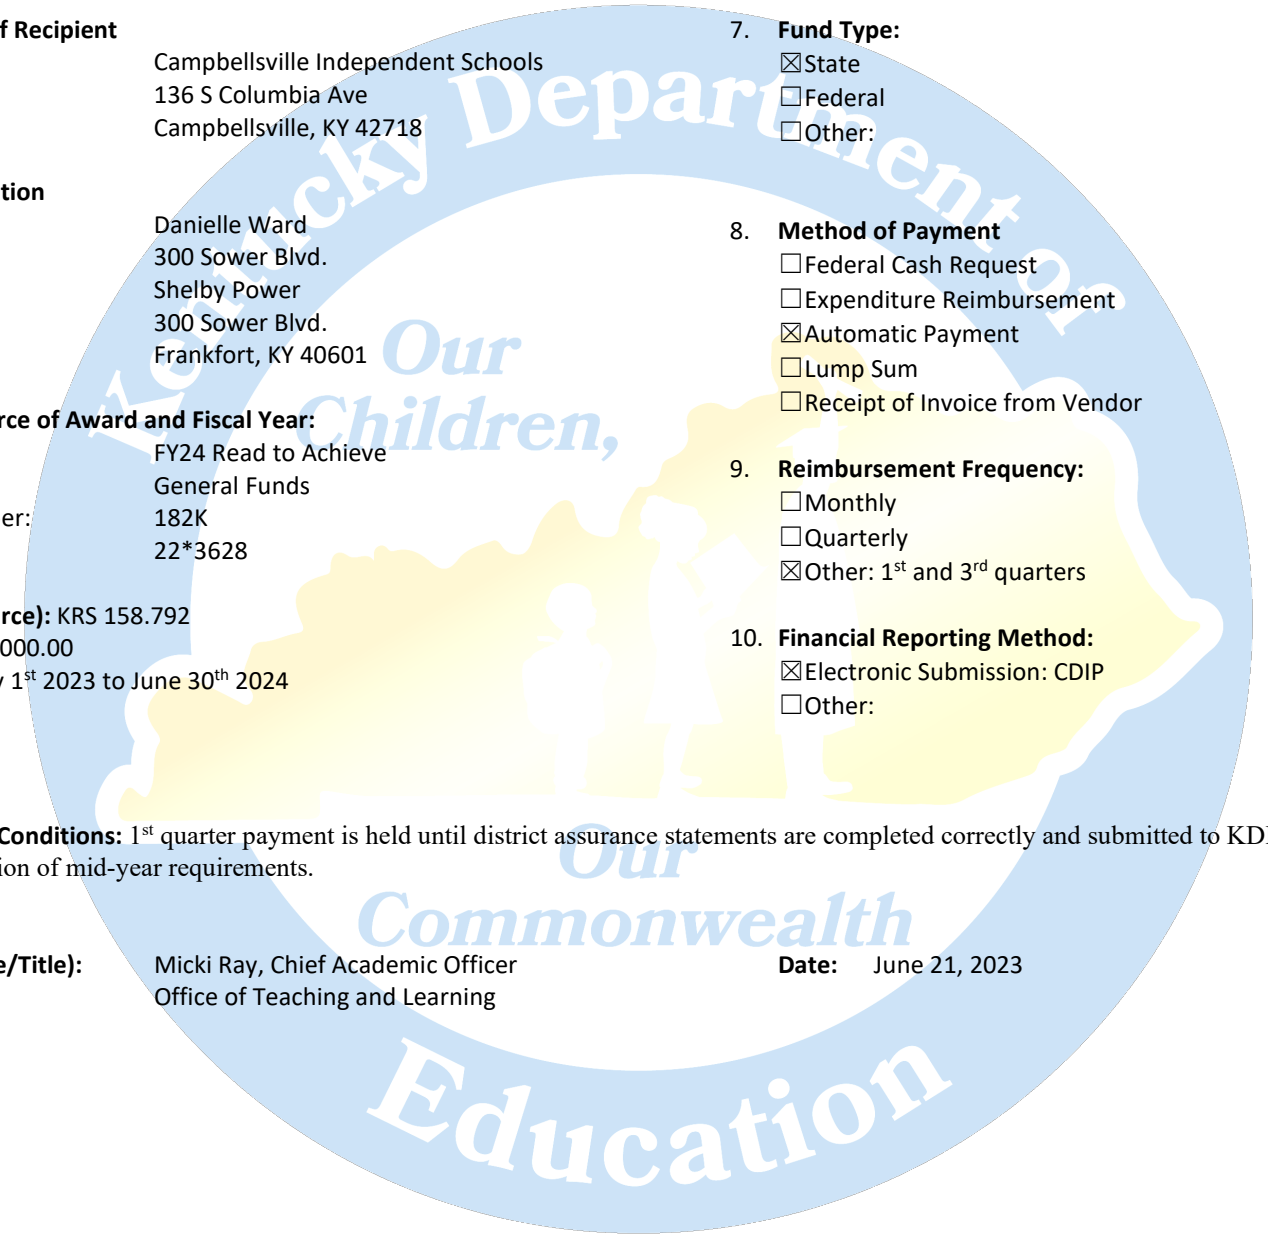 f Recipient
Campbellsville Independent Schools
136 S Columbia Ave
Campbellsville, KY 42718
tion
Danielle Ward
300 Sower Blvd.
Shelby Power
300 Sower Blvd.
Frankfort, KY 40601
rce of Award and Fiscal Year:
FY24 Read to Achieve
General Funds
er: 182K
22*3628
rce): KRS 158.792
000.00
y 1st 2023 to June 30th 2024
7. Fund Type:
☒State
☐Federal
☐Other:
8. Method of Payment
☐Federal Cash Request
☐Expenditure Reimbursement
☒Automatic Payment
☐Lump Sum
☐Receipt of Invoice from Vendor
9. Reimbursement Frequency:
☐Monthly
☐Quarterly
☒Other: 1st and 3rd quarters
10. Financial Reporting Method:
☒Electronic Submission: CDIP
☐Other:
Conditions: 1st quarter payment is held until district assurance statements are completed correctly and submitted to KD
ion of mid-year requirements.
e/Title): Micki Ray, Chief Academic Officer
Office of Teaching and Learning
Date: June 21, 2023
Kentucky Department of
Education
Our
Children,
Our
Commonwealth